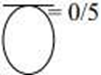 = 0/5